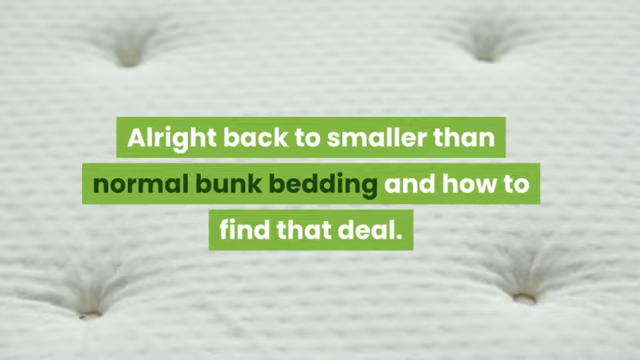 Alright back to smaller than
normal bunk bedding and how to
find that deal.